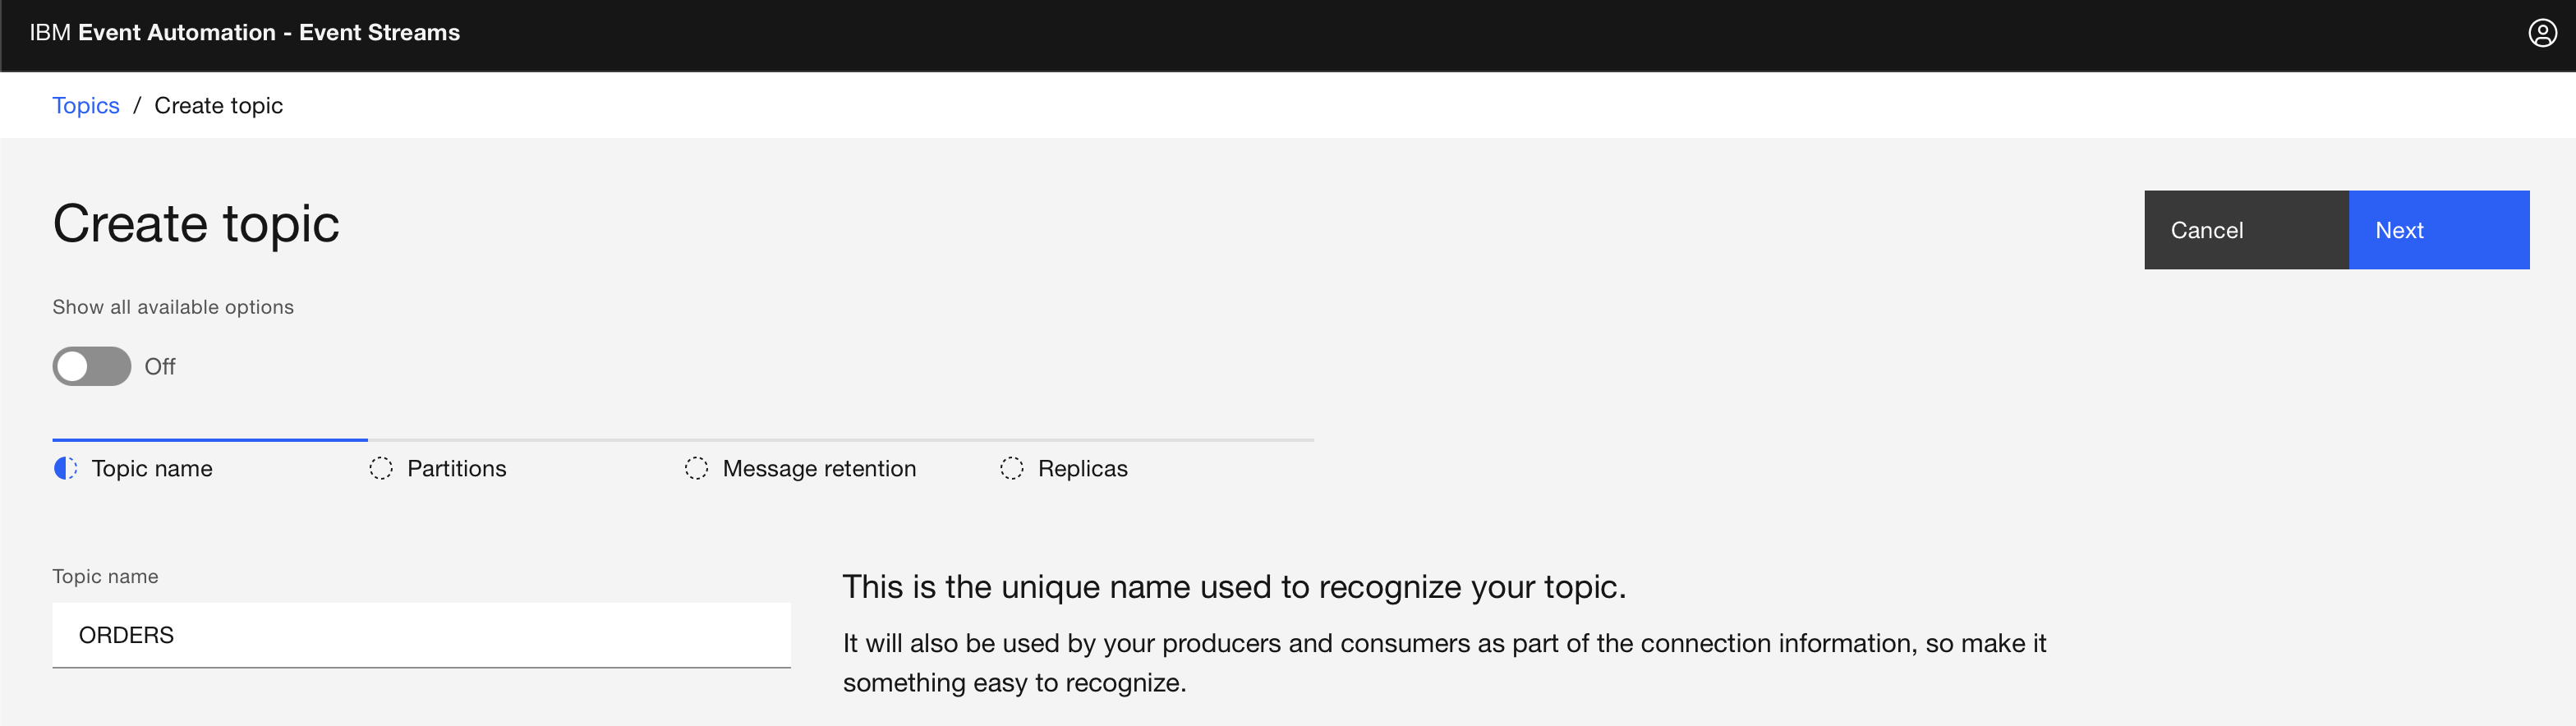 IBM Event Automation - Event Streams
Topics / Create topic
Create topic
Cancel
Next
Show all available options
Off
Topic name
Partitions
Message retention
Replicas
Topic name
ORDERS
This is the unique name used to recognize your topic.
It will also be used by your producers and consumers as part of the connection information, so make it
something easy to recognize.